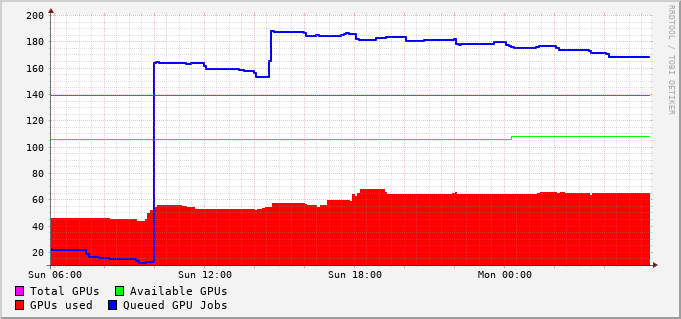 RRDTOOL / TOBI OETIKER
200
180
160
140
120
100
80
60
40
20
Sun 06:00 Sun 12:00 Sun 18:00 Mon 00:00
Total GPUs Available GPUs
GPUs used Queued GPU Jobs